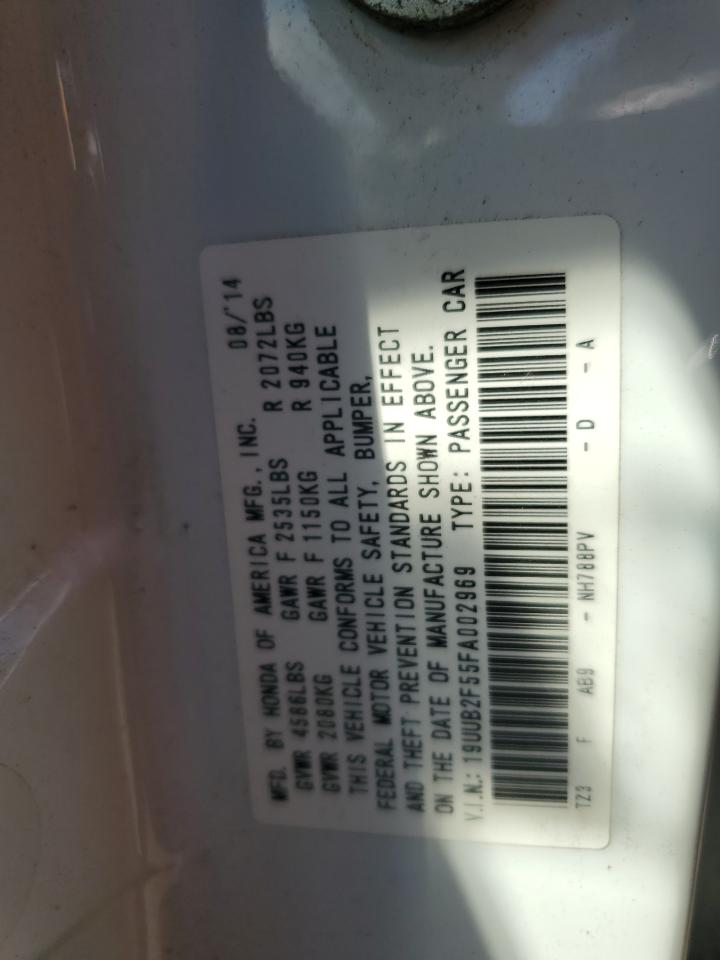 MFD. BY HONDA OF AMERICA MFG., INC. 08/'14
GVWR 4586LBS GAWR F 2535LBS R 2072LBS
GVWR 2080KG GAWR F 1150KG R 940KG
THIS VEHICLE CONFORMS TO ALL APPLICABLE
FEDERAL MOTOR VEHICLE SAFETY, BUMPER,
AND THEFT PREVENTION STANDARDS IN EFFECT
ON THE DATE OF MANUFACTURE SHOWN ABOVE.
V.I.N.: 19UUB2F55FA002969 TYPE: PASSENGER CAR
TZ3 F AB9 - NH788PV - D - A